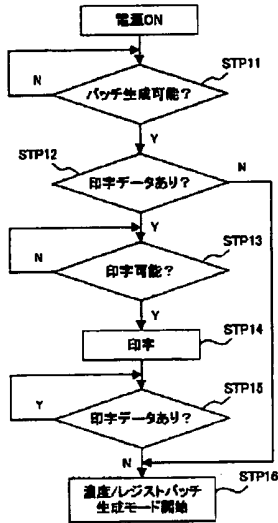 電源ON
STP11
N
パッチ生成可能?
Y
STP12
N
印字データあり?
Y
STP13
N
印字可能?
Y
STP14
印字
STP15
Y
印字データあり?
N
STP16
濃度/レジストパッチ
生成モード開始